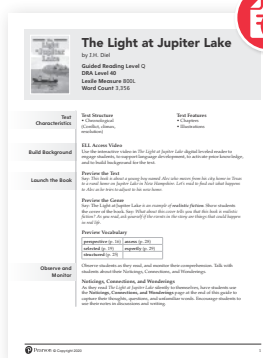 The Light at Jupiter Lake
by Z.H. Diel
Guided Reading Level Q
DRA Level 40
Lexile Measure 800L
Word Count 3,356
Text
Characteristics
Text Structure
• Chronological
(Conflict, climax,
resolution)
Text Features
• Chapters
• Illustrations
Build Background
ELL Access Video
Use the interactive video in The Light at Jupiter Lake digital leveled reader to
engage students, to support language development, to activate prior knowledge,
and to build background for the text.
Launch the Book
Preview the Text
Say: This book is about a young boy named Alec who moves from his city home in Texas
to a rural home on Jupiter Lake in New Hampshire. Let's read to find out what happens
to Alec as he tries to adjust to his new home.
Preview the Genre
Say: The Light at Jupiter Lake is an example of realistic fiction. Show students
the cover of the book. Say: What about this cover tells you that this book is realistic
fiction? As you read, ask yourself if the events in the story are things that could happen
in real life.
Preview Vocabulary
perspective (p. 16) access (p. 28)
selected (p. 19) expertly (p. 29)
structured (p. 23)
Observe and
Monitor
Observe students as they read, and monitor their comprehension. Talk with
students about their Noticings, Connections, and Wonderings.
Noticings, Connections, and Wonderings
As they read The Light at Jupiter Lake identify to themselves, have students use
the Noticings, Connections, and Wonderings page at the end of this guide to
capture their thoughts, questions, and unfamiliar words. Encourage students to
use their notes in discussions and writing.
Pearson © Copyright 2020
1